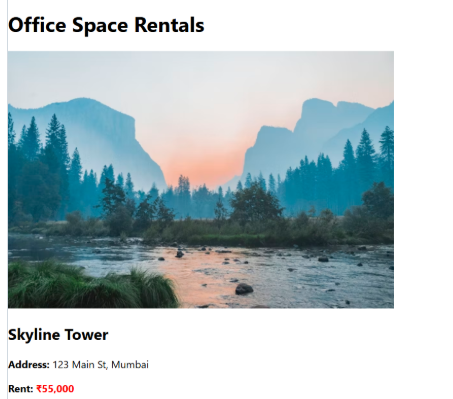 Office Space Rentals
Skyline Tower
Address: 123 Main St, Mumbai
Rent: ₹55,000